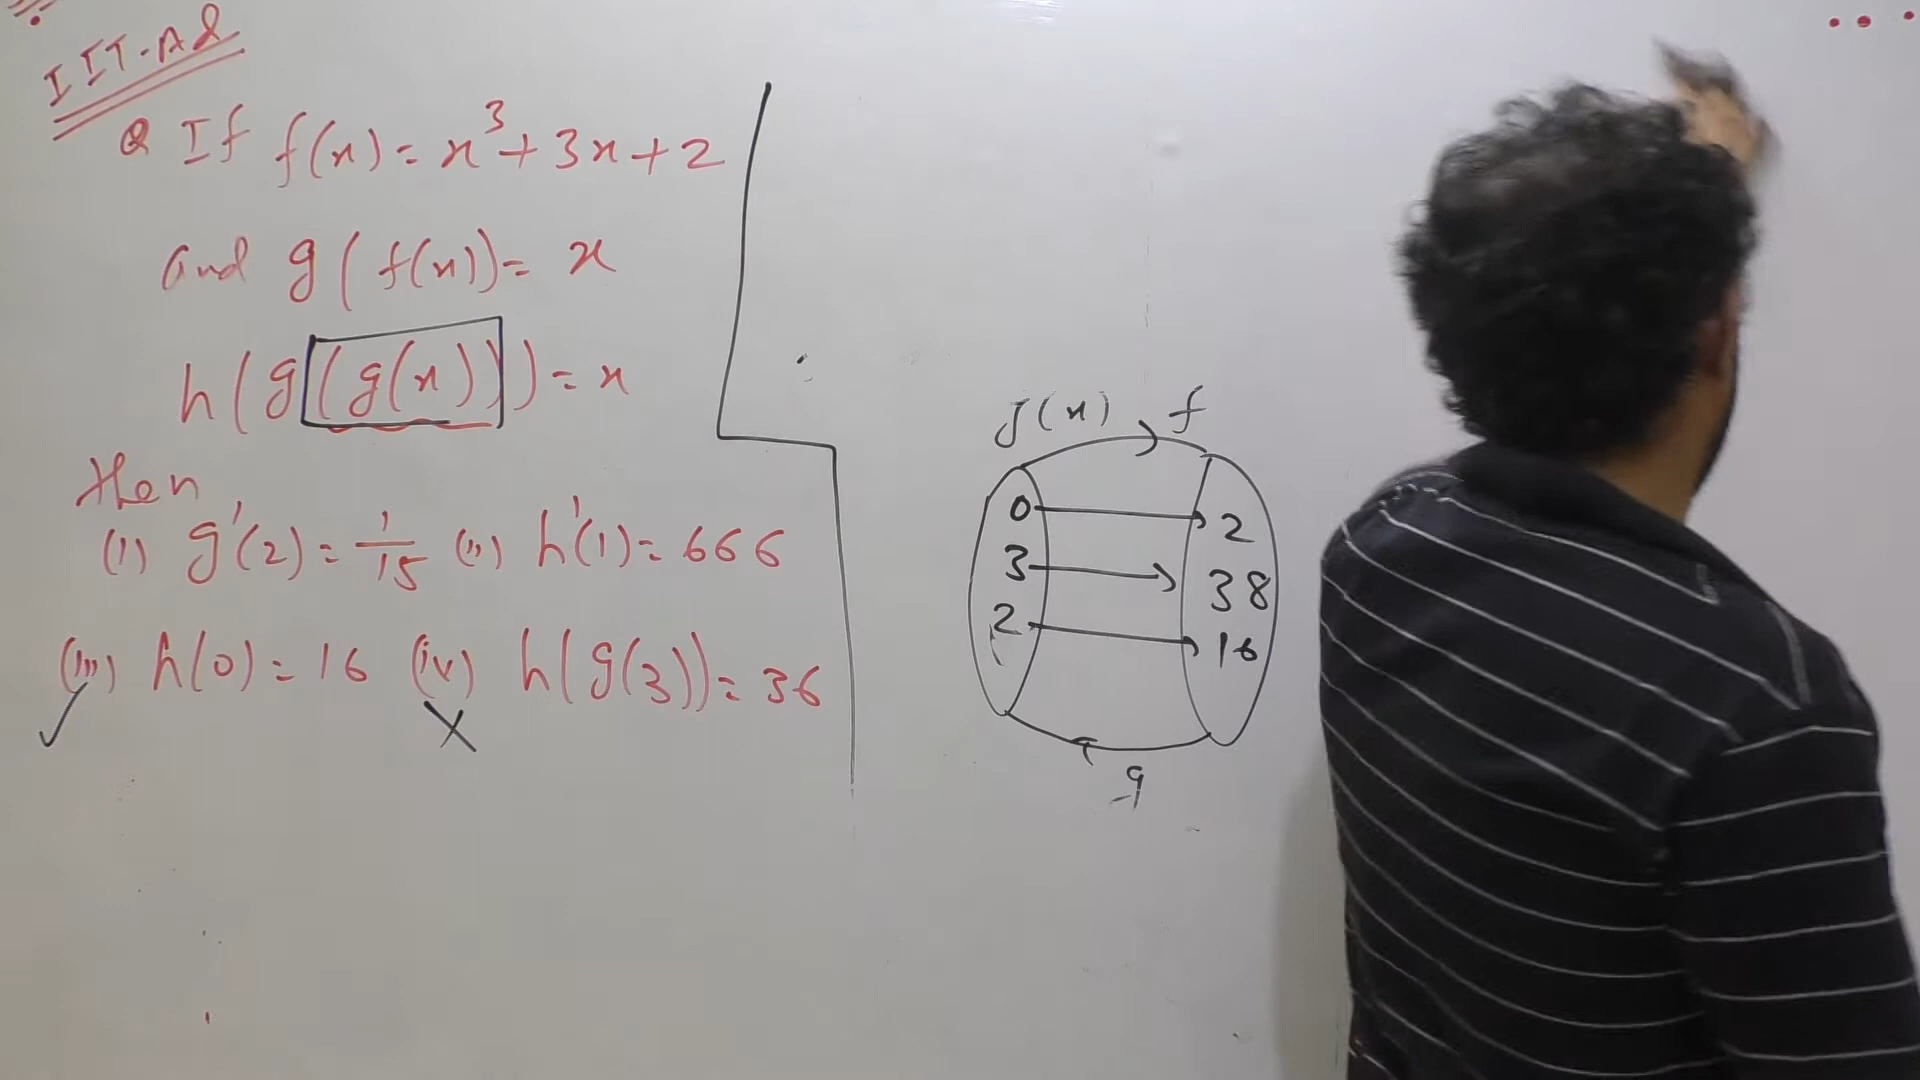 IIT-Ad
Q If f(x) = x³ + 3x + 2
and g(f(x)) = x
h(g(g(x))) = x
then
(i) g'(2) = 1/15 (ii) h'(1) = 666
(iii) h(0) = 16 (iv) h(g(3)) = 36
f(x) f
0 2
3 38
2 16
g